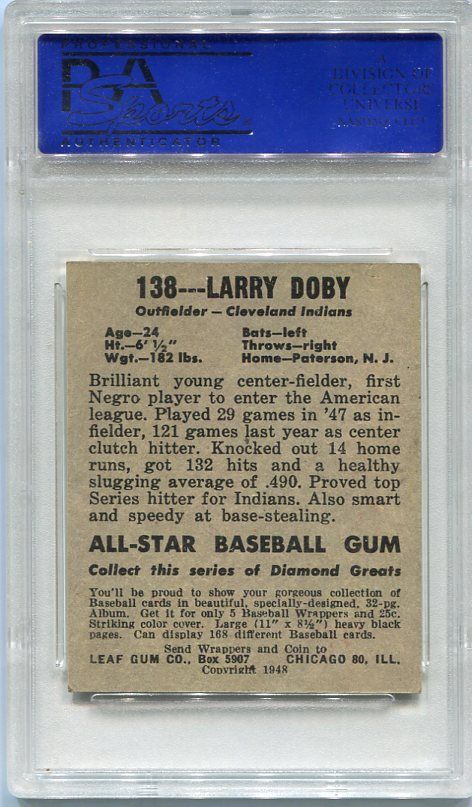 PROFESSIONAL
PSA
Sports
AUTHENTICATOR
A
DIVISION OF
COLLECTORS
UNIVERSE
NASDAQ: CLCT
138---LARRY DOBY
Outfielder — Cleveland Indians
Age—24 Bats—left
Ht.—6' ½" Throws—right
Wgt.—182 lbs. Home—Paterson, N. J.
Brilliant young center-fielder, first
Negro player to enter the American
league. Played 29 games in '47 as in-
fielder, 121 games last year as center
clutch hitter. Knocked out 14 home
runs, got 132 hits and a healthy
slugging average of .490. Proved top
Series hitter for Indians. Also smart
and speedy at base-stealing.
ALL-STAR BASEBALL GUM
Collect this series of Diamond Greats
You'll be proud to show your gorgeous collection of
Baseball cards in beautiful, specially-designed, 32-pg.
Album. Get it for only 5 Baseball Wrappers and 25c.
Striking color cover. Large (11" x 8½") heavy black
pages. Can display 168 different Baseball cards.
Send Wrappers and Coin to
LEAF GUM CO., Box 5907 CHICAGO 80, ILL.
Copyright 1948